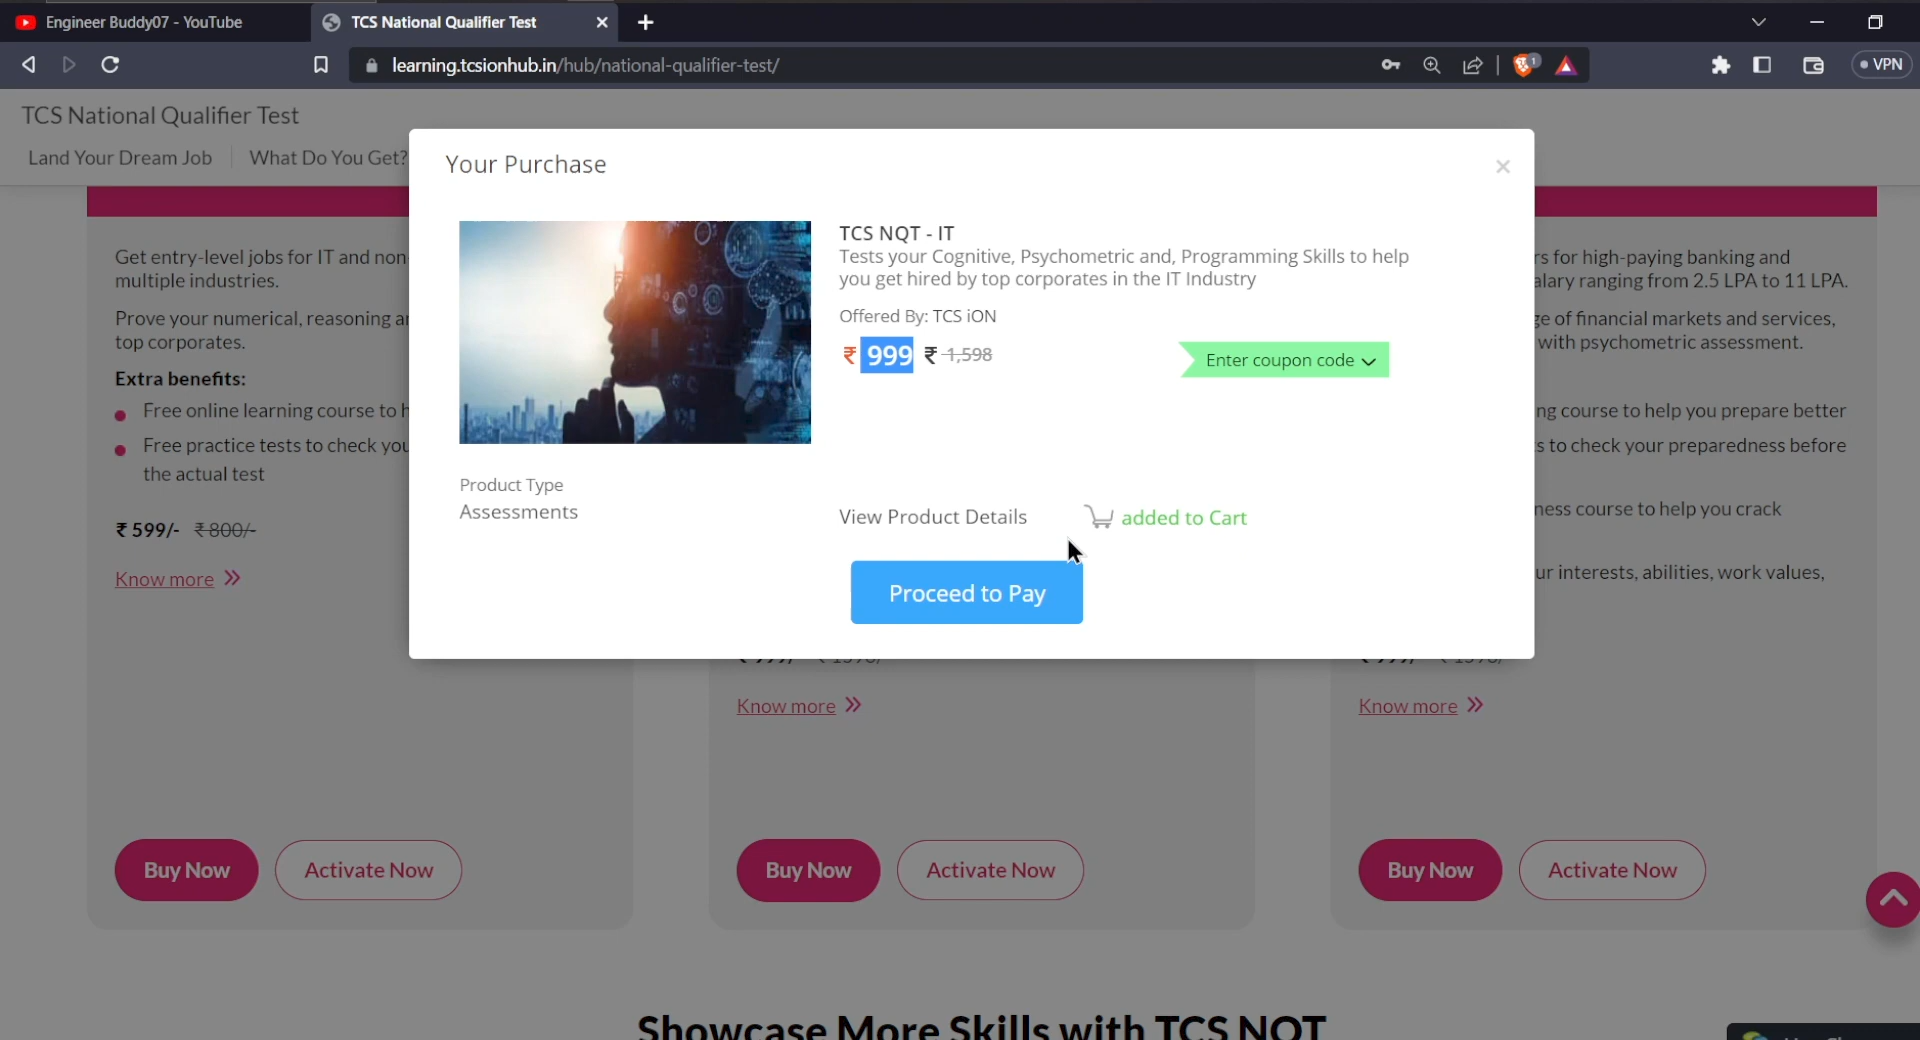 Engineer Buddy07 - YouTube
TCS National Qualifier Test
learning.tcsionhub.in/hub/national-qualifier-test/
1
VPN
TCS National Qualifier Test
Land Your Dream Job
What Do You Get?
Your Purchase
TCS NQT - IT
Tests your Cognitive, Psychometric and, Programming Skills to help
you get hired by top corporates in the IT Industry
Offered By: TCS iON
₹ 999 ₹ 1,598
Enter coupon code
Product Type
Assessments
View Product Details
added to Cart
Proceed to Pay
Get entry-level jobs for IT and non-
multiple industries.
Prove your numerical, reasoning
top corporates.
Extra benefits:
Free online learning course to
Free practice tests to check
the actual test
₹ 599/- ₹ 800/-
Know more
Buy Now
Activate Now
Know more
Buy Now
Activate Now
for high-paying banking and
ranging from 2.5 LPA to 11 LPA.
of financial markets and services,
with psychometric assessment.
course to help you prepare better
to check your preparedness before
course to help you crack
interests, abilities, work values,
Know more
Buy Now
Activate Now
Showcase More Skills with TCS NQT